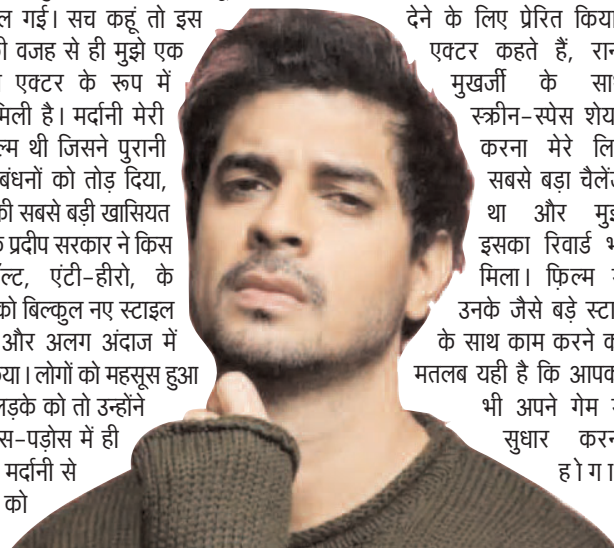 ल गई। सच कहूं तो इस
वजह से ही मुझे एक
एक्टर के रूप में
मिली है। मर्दानी मेरी
थी जिसने पुरानी
बंधनों को तोड़ दिया,
की सबसे बड़ी खासियत
प्रदीप सरकार ने किस
एंटी-हीरो, के
को बिल्कुल नए स्टाइल
और अलग अंदाज में
या। लोगों को महसूस हुआ
लड़के को तो उन्होंने
स-पड़ोस में ही
मर्दानी से
को
देने के लिए प्रेरित किया
एक्टर कहते हैं, रान
मुखर्जी के सा
स्क्रीन-स्पेस शेय
करना मेरे लि
सबसे बड़ा चैलें
था और मुझ
इसका रिवार्ड भ
मिला। फ़िल्म
उनके जैसे बड़े स्टा
के साथ काम करने क
मतलब यही है कि आपक
भी अपने गेम
सुधार करन
होगा